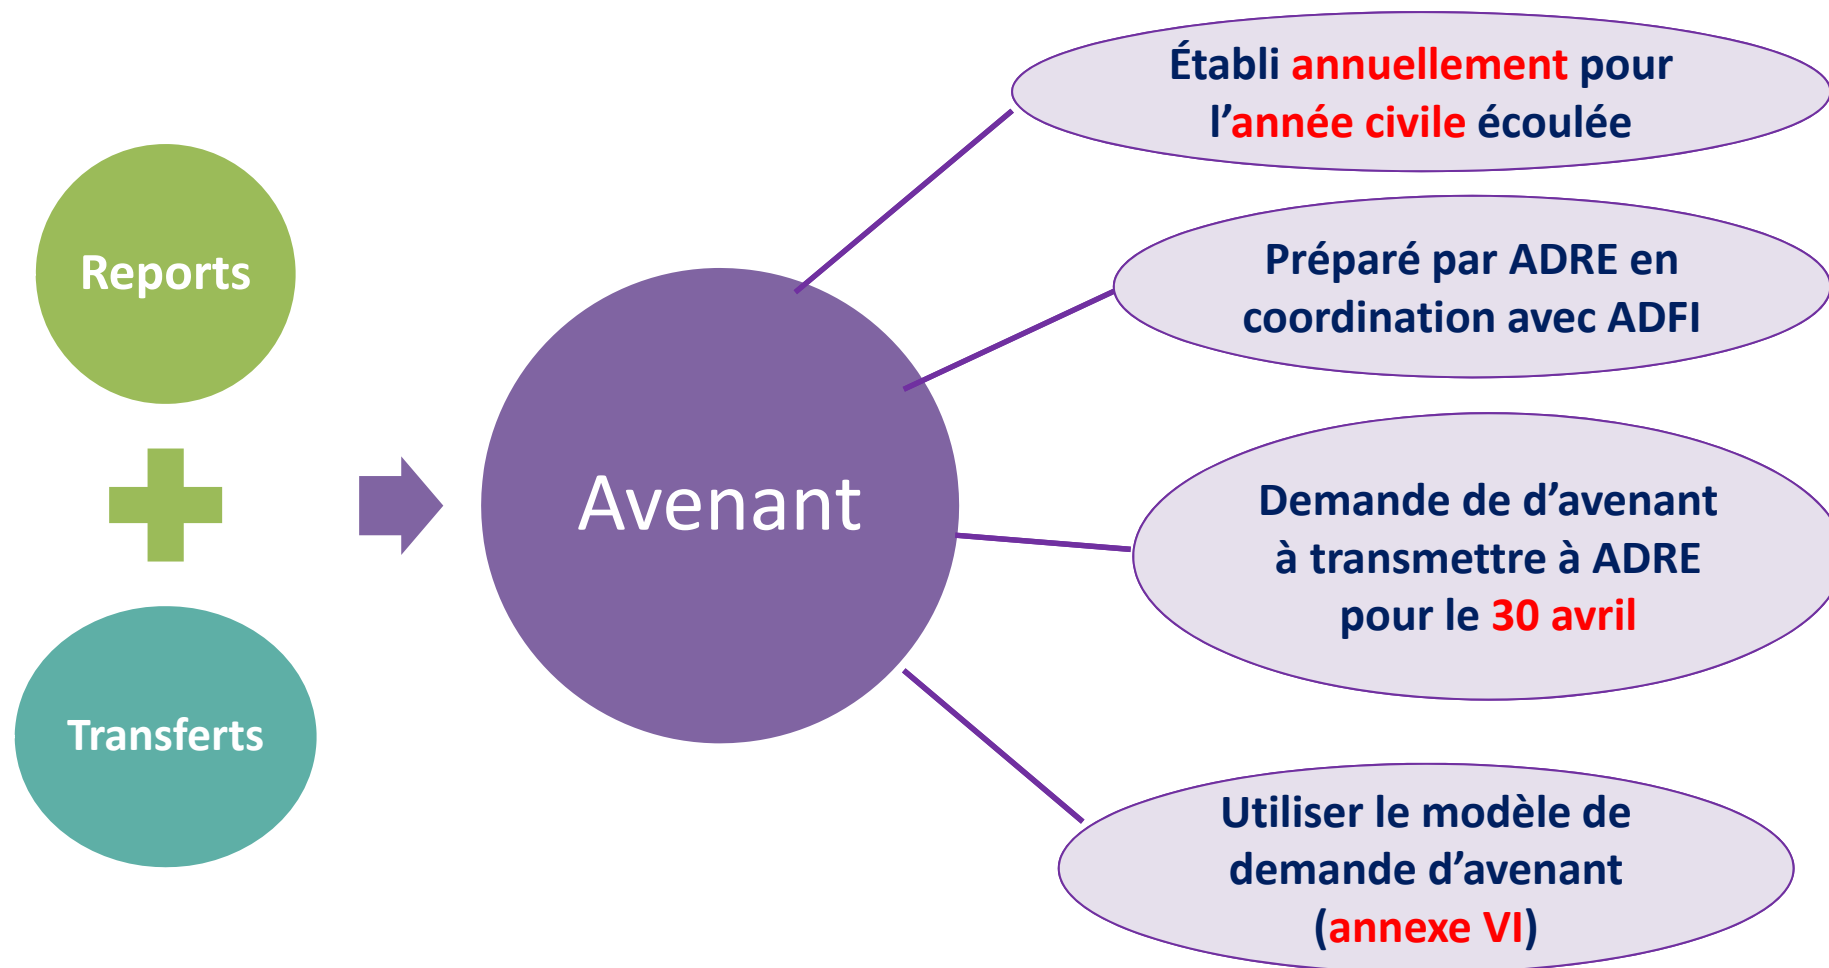 Reports
Transferts
Avenant
Établi annuellement pour
l’année civile écoulée
Préparé par ADRE en
coordination avec ADFI
Demande de d’avenant
à transmettre à ADRE
pour le 30 avril
Utiliser le modèle de
demande d’avenant
(annexe VI)